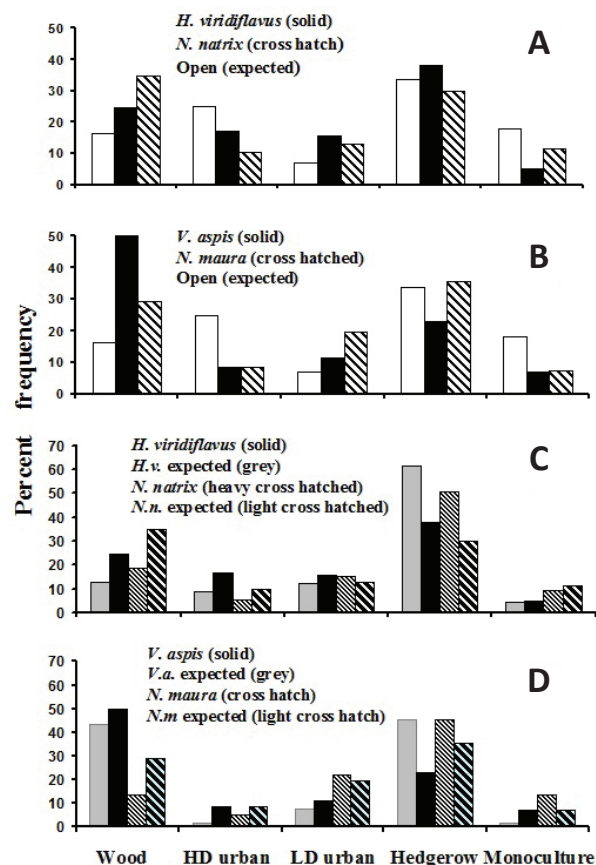 H. viridiflavus (solid)
N. natrix (cross hatch)
Open (expected)
A
50
40
30
20
10
0
V. aspis (solid)
N. maura (cross hatched)
Open (expected)
B
50
40
30
20
10
0
Percent frequency
H. viridiflavus (solid)
H.v. expected (grey)
N. natrix (heavy cross hatched)
N.n. expected (light cross hatched)
C
70
60
50
40
30
20
10
0
V. aspis (solid)
V.a. expected (grey)
N. maura (cross hatch)
N.m expected (light cross hatch)
D
70
60
50
40
30
20
10
0
Wood HD urban LD urban Hedgerow Monoculture